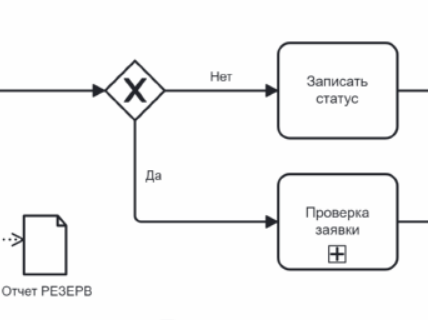 Нет
Записать
статус
Да
Проверка
заявки
Отчет РЕЗЕРВ